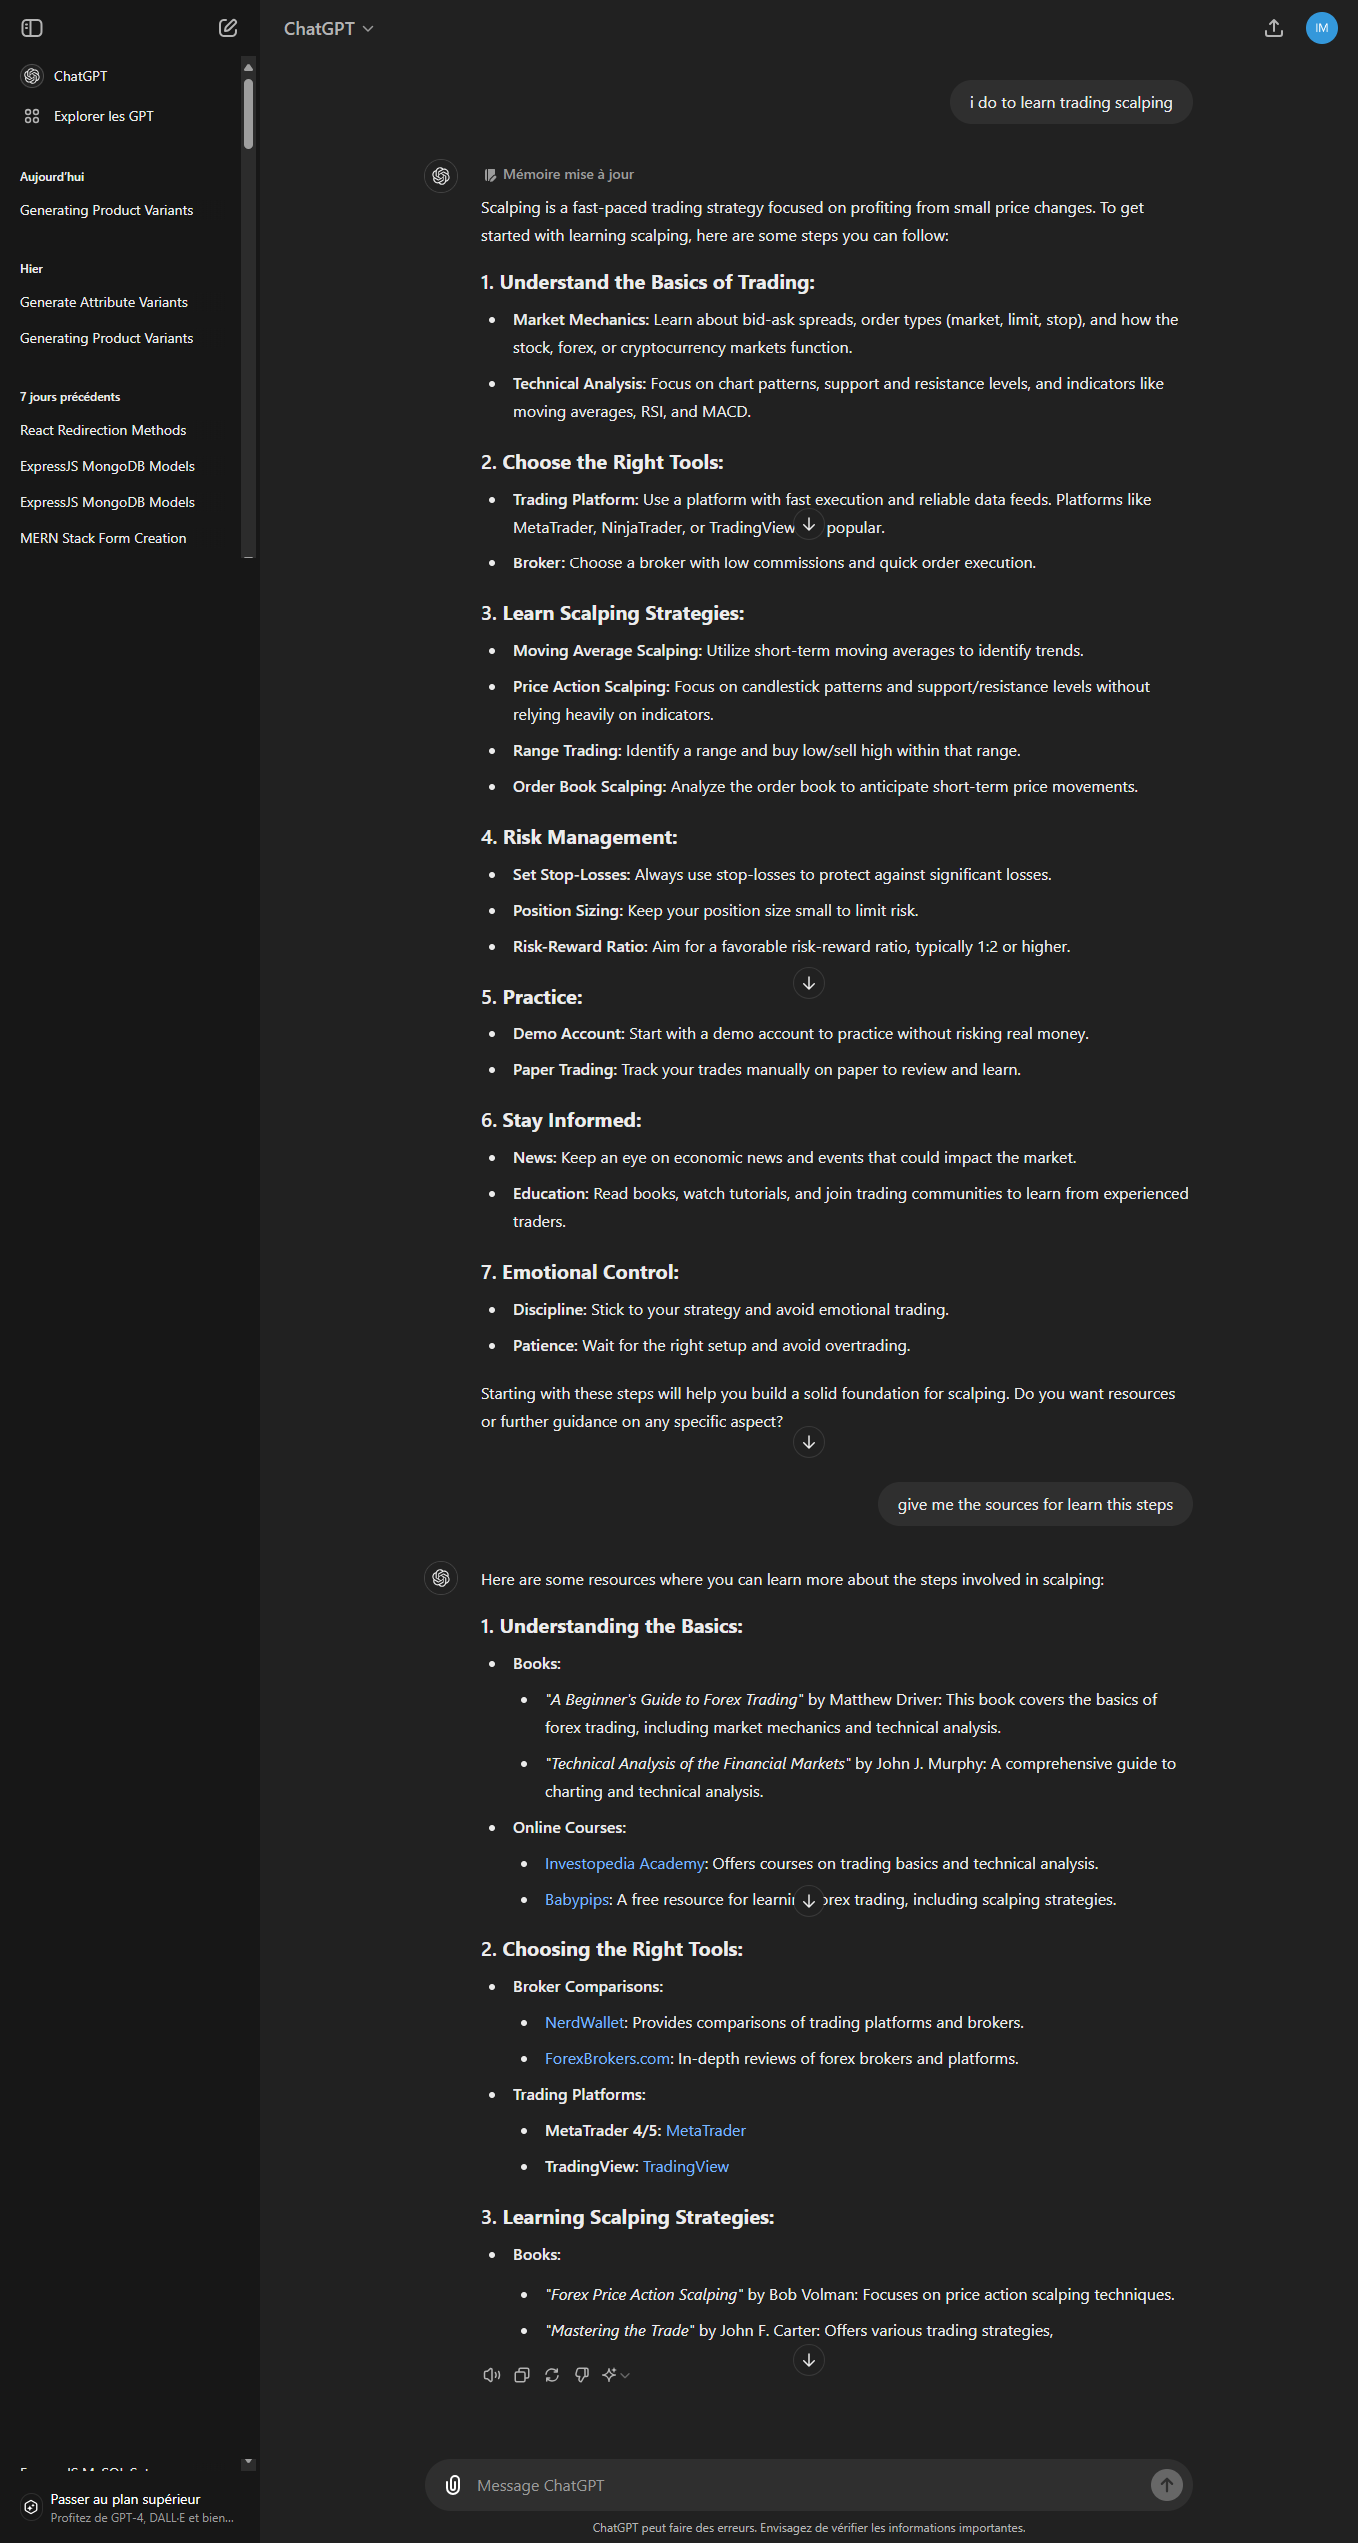 ChatGPT
Explorer les GPT
Aujourd'hui
Generating Product Variants
Hier
Generate Attribute Variants
Generating Product Variants
7 jours précédents
React Redirection Methods
ExpressJS MongoDB Models
ExpressJS MongoDB Models
MERN Stack Form Creation
Passer au plan supérieur
Profitez de GPT-4, DALL·E et bien...
ChatGPT
IM
i do to learn trading scalping
Mémoire mise à jour
Scalping is a fast-paced trading strategy focused on profiting from small price changes. To get
started with learning scalping, here are some steps you can follow:
1. Understand the Basics of Trading:
• Market Mechanics: Learn about bid-ask spreads, order types (market, limit, stop), and how the
stock, forex, or cryptocurrency markets function.
• Technical Analysis: Focus on chart patterns, support and resistance levels, and indicators like
moving averages, RSI, and MACD.
2. Choose the Right Tools:
• Trading Platform: Use a platform with fast execution and reliable data feeds. Platforms like
MetaTrader, NinjaTrader, or TradingView popular.
• Broker: Choose a broker with low commissions and quick order execution.
3. Learn Scalping Strategies:
• Moving Average Scalping: Utilize short-term moving averages to identify trends.
• Price Action Scalping: Focus on candlestick patterns and support/resistance levels without
relying heavily on indicators.
• Range Trading: Identify a range and buy low/sell high within that range.
• Order Book Scalping: Analyze the order book to anticipate short-term price movements.
4. Risk Management:
• Set Stop-Losses: Always use stop-losses to protect against significant losses.
• Position Sizing: Keep your position size small to limit risk.
• Risk-Reward Ratio: Aim for a favorable risk-reward ratio, typically 1:2 or higher.
5. Practice:
• Demo Account: Start with a demo account to practice without risking real money.
• Paper Trading: Track your trades manually on paper to review and learn.
6. Stay Informed:
• News: Keep an eye on economic news and events that could impact the market.
• Education: Read books, watch tutorials, and join trading communities to learn from experienced
traders.
7. Emotional Control:
• Discipline: Stick to your strategy and avoid emotional trading.
• Patience: Wait for the right setup and avoid overtrading.
Starting with these steps will help you build a solid foundation for scalping. Do you want resources
or further guidance on any specific aspect?
give me the sources for learn this steps
Here are some resources where you can learn more about the steps involved in scalping:
1. Understanding the Basics:
• Books:
• "A Beginner's Guide to Forex Trading" by Matthew Driver: This book covers the basics of
forex trading, including market mechanics and technical analysis.
• "Technical Analysis of the Financial Markets" by John J. Murphy: A comprehensive guide to
charting and technical analysis.
• Online Courses:
• Investopedia Academy: Offers courses on trading basics and technical analysis.
• Babypips: A free resource for trading, including scalping strategies.
2. Choosing the Right Tools:
• Broker Comparisons:
• NerdWallet: Provides comparisons of trading platforms and brokers.
• ForexBrokers.com: In-depth reviews of forex brokers and platforms.
• Trading Platforms:
• MetaTrader 4/5: MetaTrader
• TradingView: TradingView
3. Learning Scalping Strategies:
• Books:
• "Forex Price Action Scalping" by Bob Volman: Focuses on price action scalping techniques.
• "Mastering the Trade" by John F. Carter: Offers various trading strategies,
Message ChatGPT
ChatGPT peut faire des erreurs. Envisagez de vérifier les informations importantes.